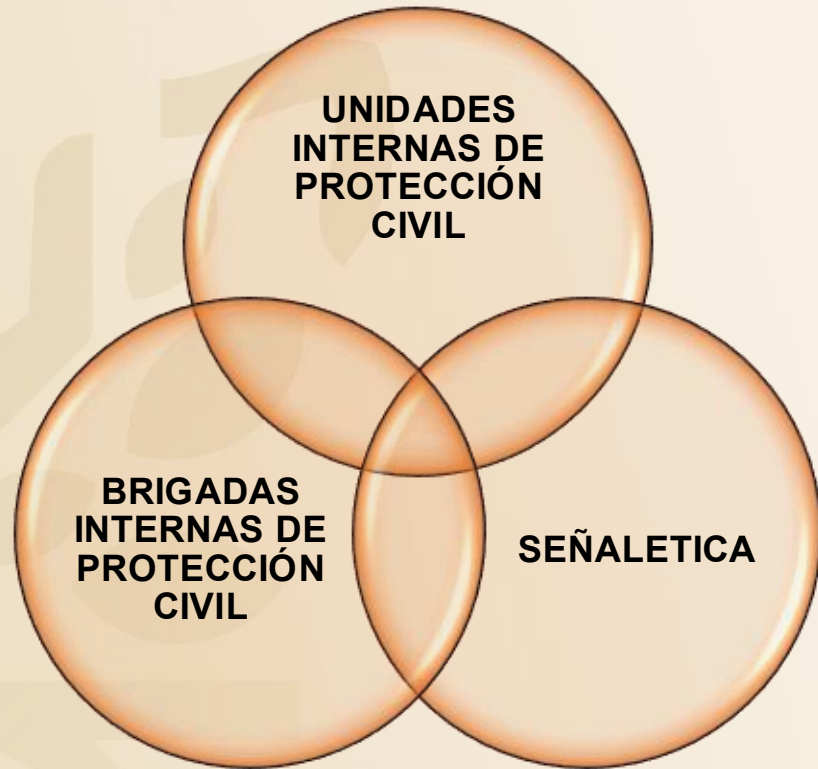 UNIDADES
INTERNAS DE
PROTECCIÓN
CIVIL
BRIGADAS
INTERNAS DE
PROTECCIÓN
CIVIL
SEÑALETICA